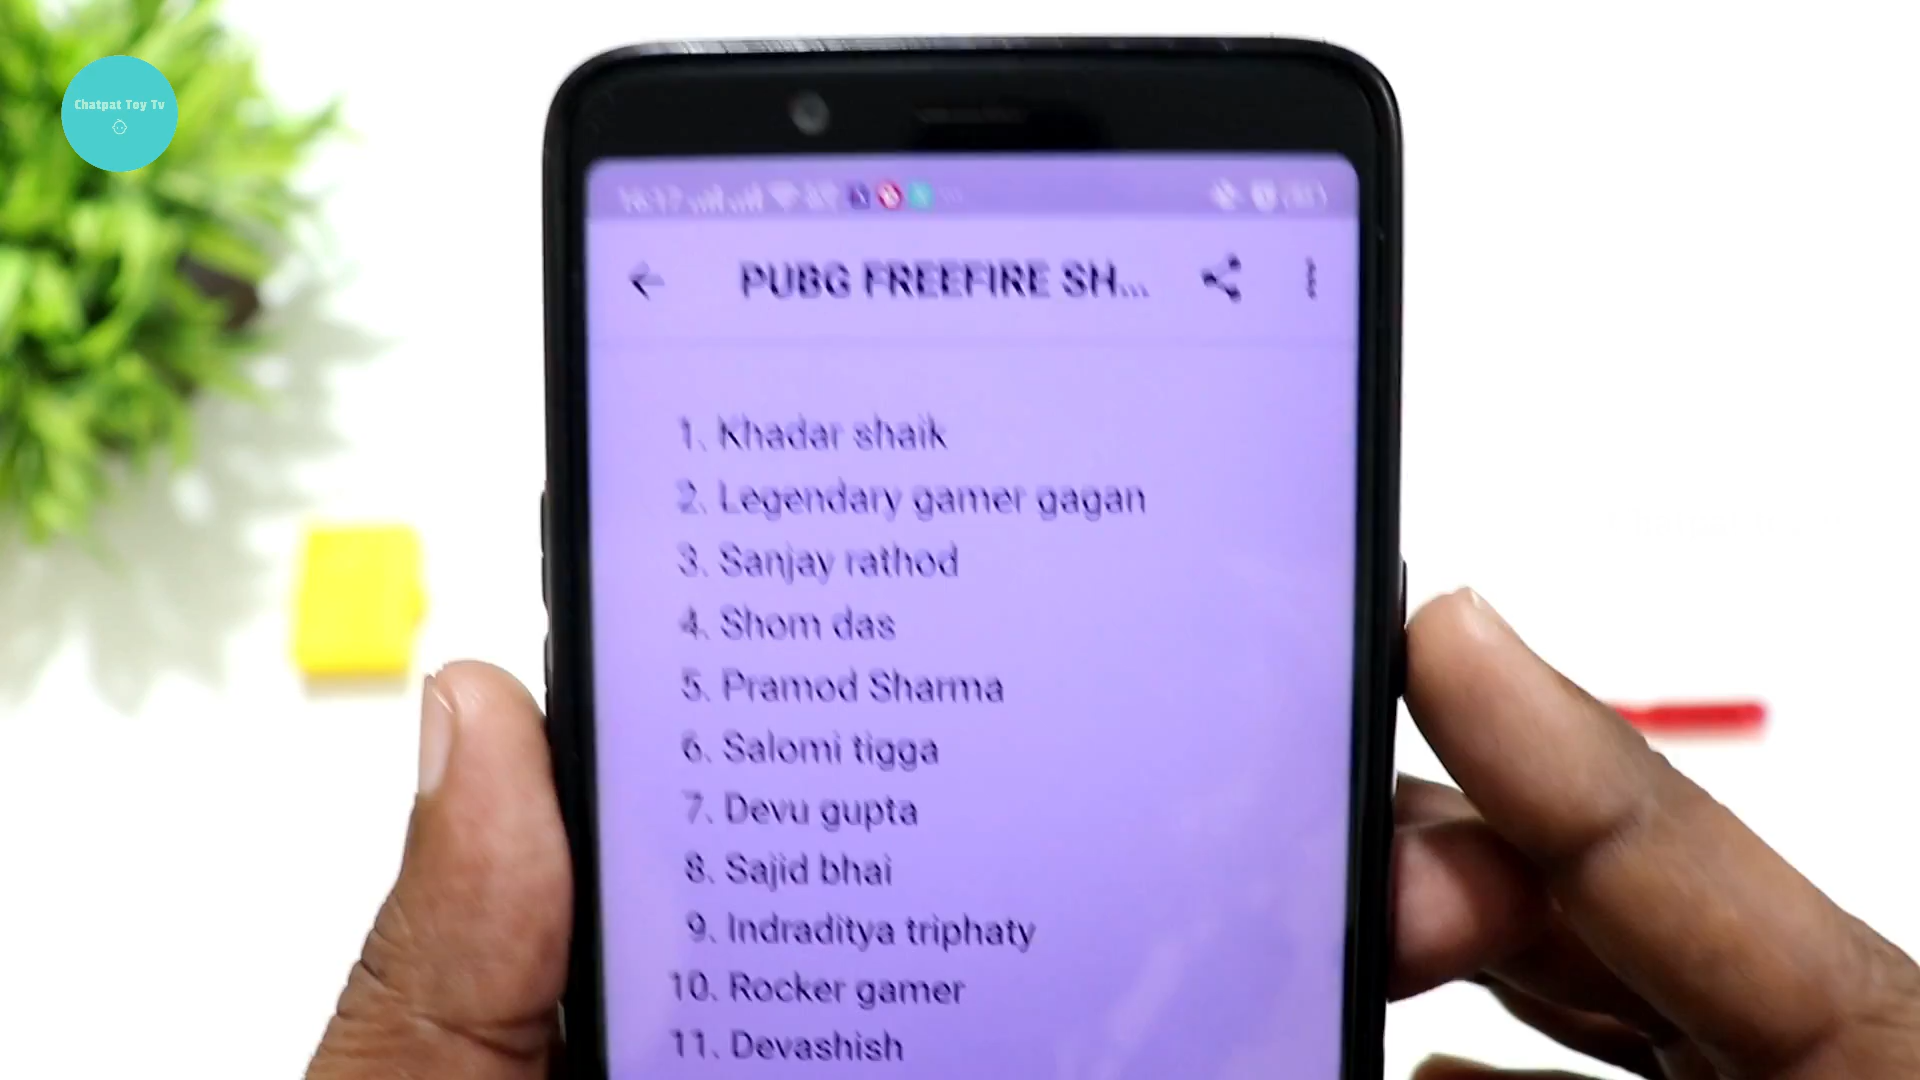 Chatpat Toy Tv
PUBG FREEFIRE SH...
1. Khadar shaik
2. Legendary gamer gagan
3. Sanjay rathod
4. Shom das
5. Pramod Sharma
6. Salomi tigga
7. Devu gupta
8. Sajid bhai
9. Indraditya triphaty
10. Rocker gamer
11. Devashish